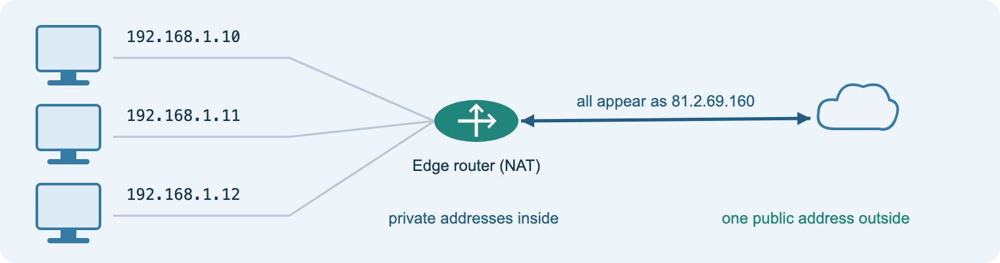 192.168.1.10
192.168.1.11
all appear as 81.2.69.160
Edge router (NAT)
192.168.1.12
private addresses inside
one public address outside